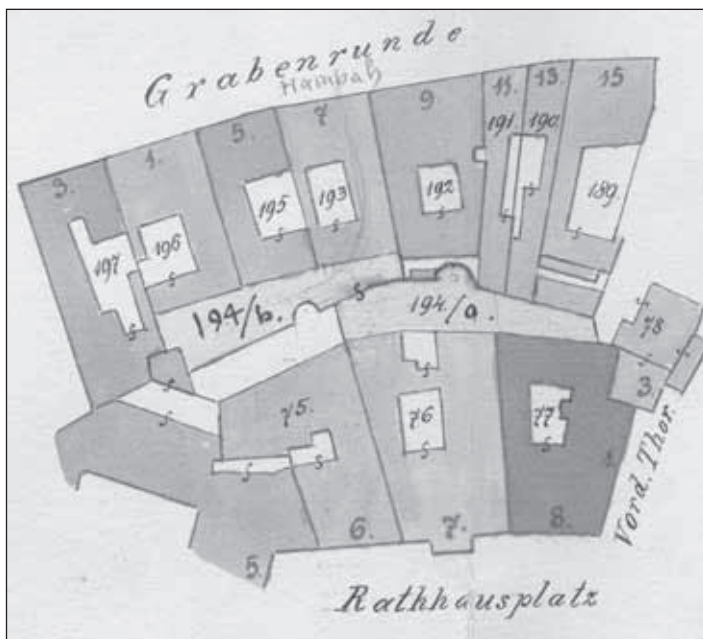 Grabenrunde
3. 1. 5. 7 9 11. 13. 15
191 190
197 196 195 193 192 189.
194/b. 194/a.
78
3.
75. 76 77
1.
Vord. Thor.
5. 6. 7. 8.
Rathhausplatz